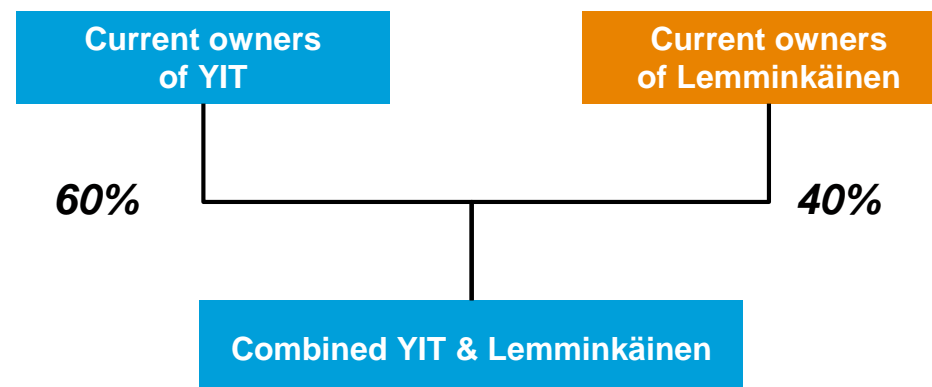 Current owners
of YIT
Current owners
of Lemminkäinen
60%
40%
Combined YIT & Lemminkäinen